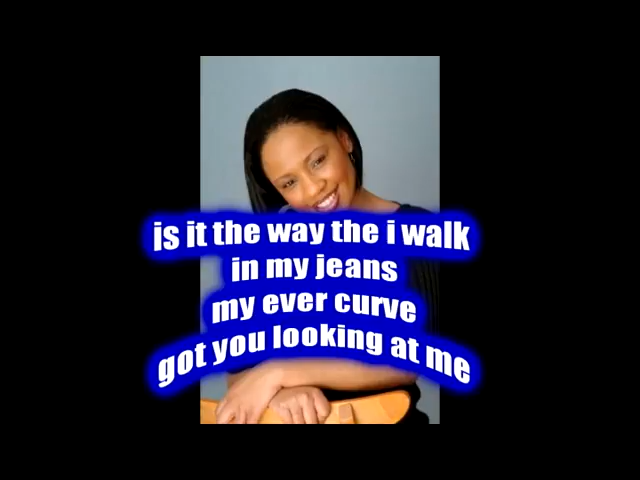 is it the way the i walk
in my jeans
my ever curve
got you looking at me